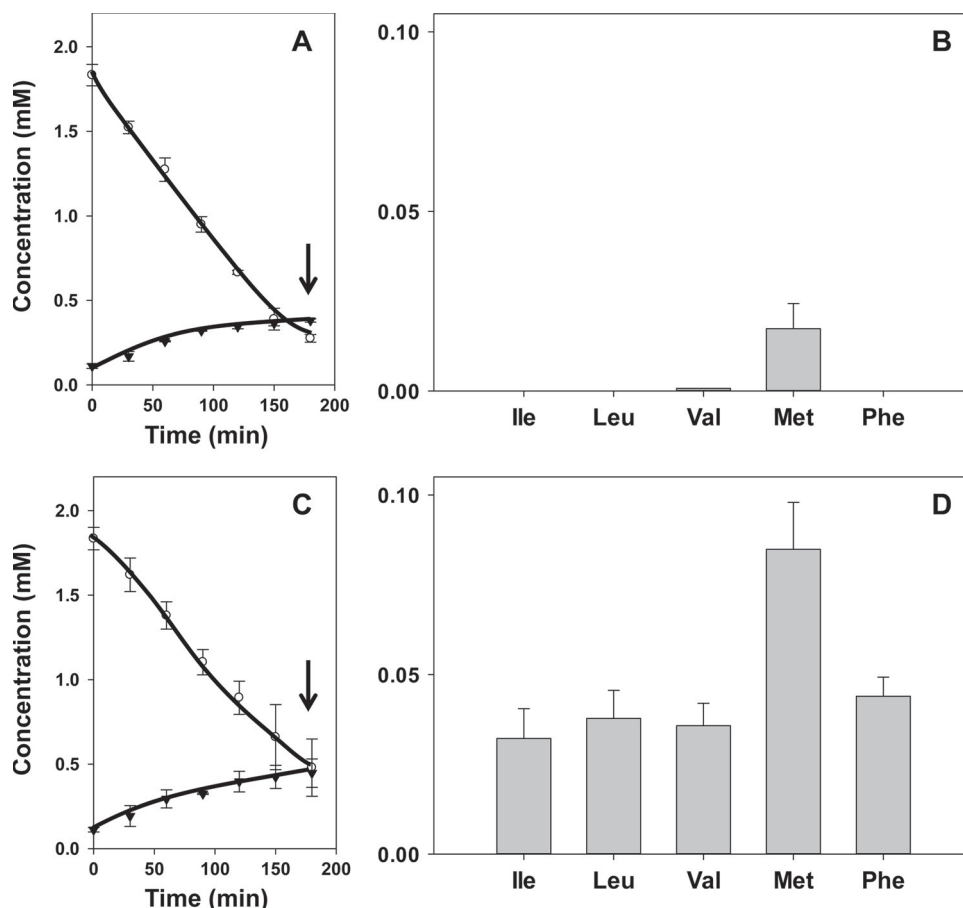 A
B
2.0
1.5
1.0
0.5
0.0
Concentration (mM)
0 50 100 150 200
Time (min)
0.10
0.05
0.00
Ile Leu Val Met Phe
C
D
2.0
1.5
1.0
0.5
0.0
Concentration (mM)
0 50 100 150 200
Time (min)
0.10
0.05
0.00
Ile Leu Val Met Phe